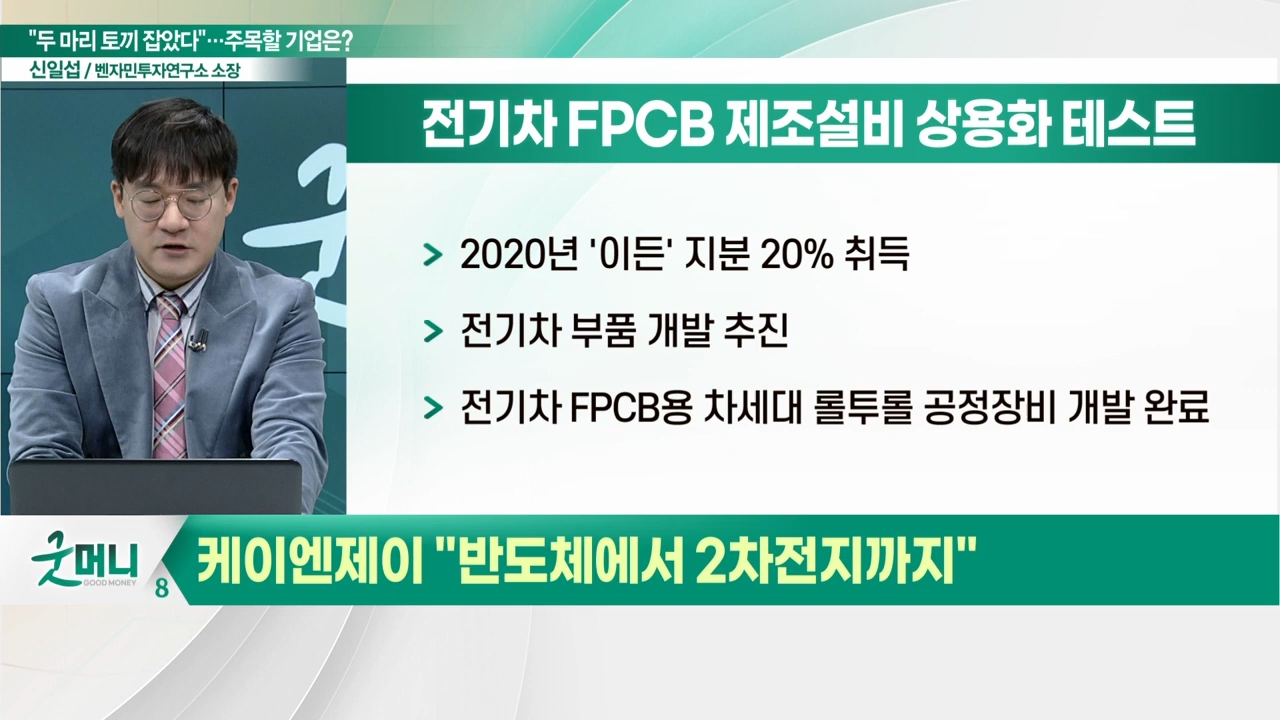 "두 마리 토끼 잡았다"…주목할 기업은?
신일섭 / 벤자민투자연구소 소장
전기차 FPCB 제조설비 상용화 테스트
> 2020년 '이든' 지분 20% 취득
> 전기차 부품 개발 추진
> 전기차 FPCB용 차세대 롤투롤 공정장비 개발 완료
굿머니
GOOD MONEY
8
케이엔제이 "반도체에서 2차전지까지"